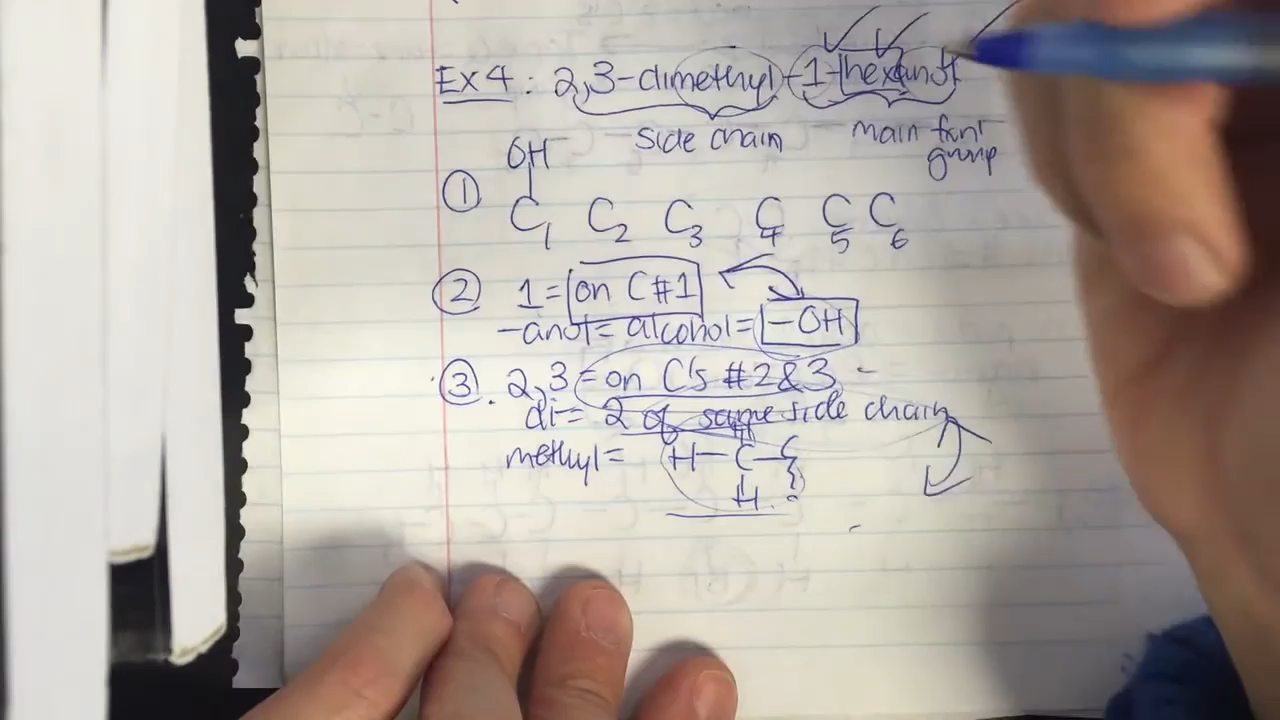 Ex 4 : 2,3-dimethyl-1-hexanol
side chain main fcn'l
group
OH
① C1 C2 C3 C4 C5 C6
② 1 = on C #1
-anol = alcohol = -OH
③. 2,3 = on C's #2&3
di = 2 of same side chain
H
methyl = H-C-
H